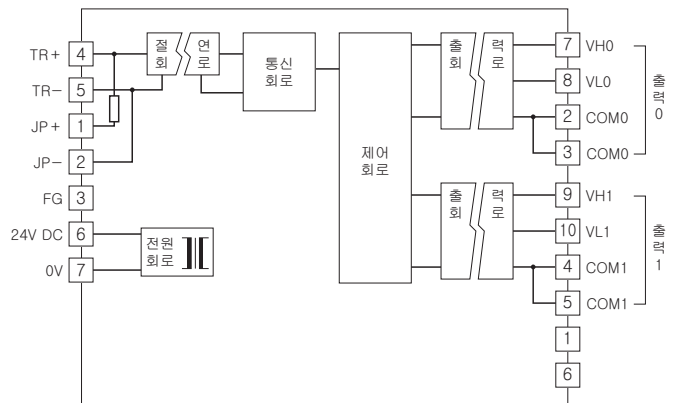 TR+ 4
TR− 5
JP+ 1
JP− 2
FG 3
24V DC 6
0V 7
절 연
회 로
통신
회로
전원
회로
제어
회로
출 력
회 로
7 VH0
8 VL0
2 COM0
3 COM0
출력 0
출 력
회 로
9 VH1
10 VL1
4 COM1
5 COM1
출력 1
1
6